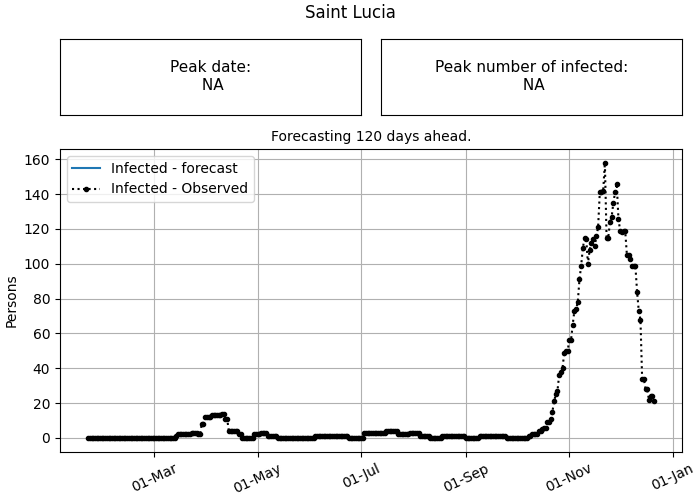 Saint Lucia
Peak date:
NA
Peak number of infected:
NA
Forecasting 120 days ahead.
Infected - forecast
Infected - Observed
Persons
160
140
120
100
80
60
40
20
0
01-Mar
01-May
01-Jul
01-Sep
01-Nov
01-Jan